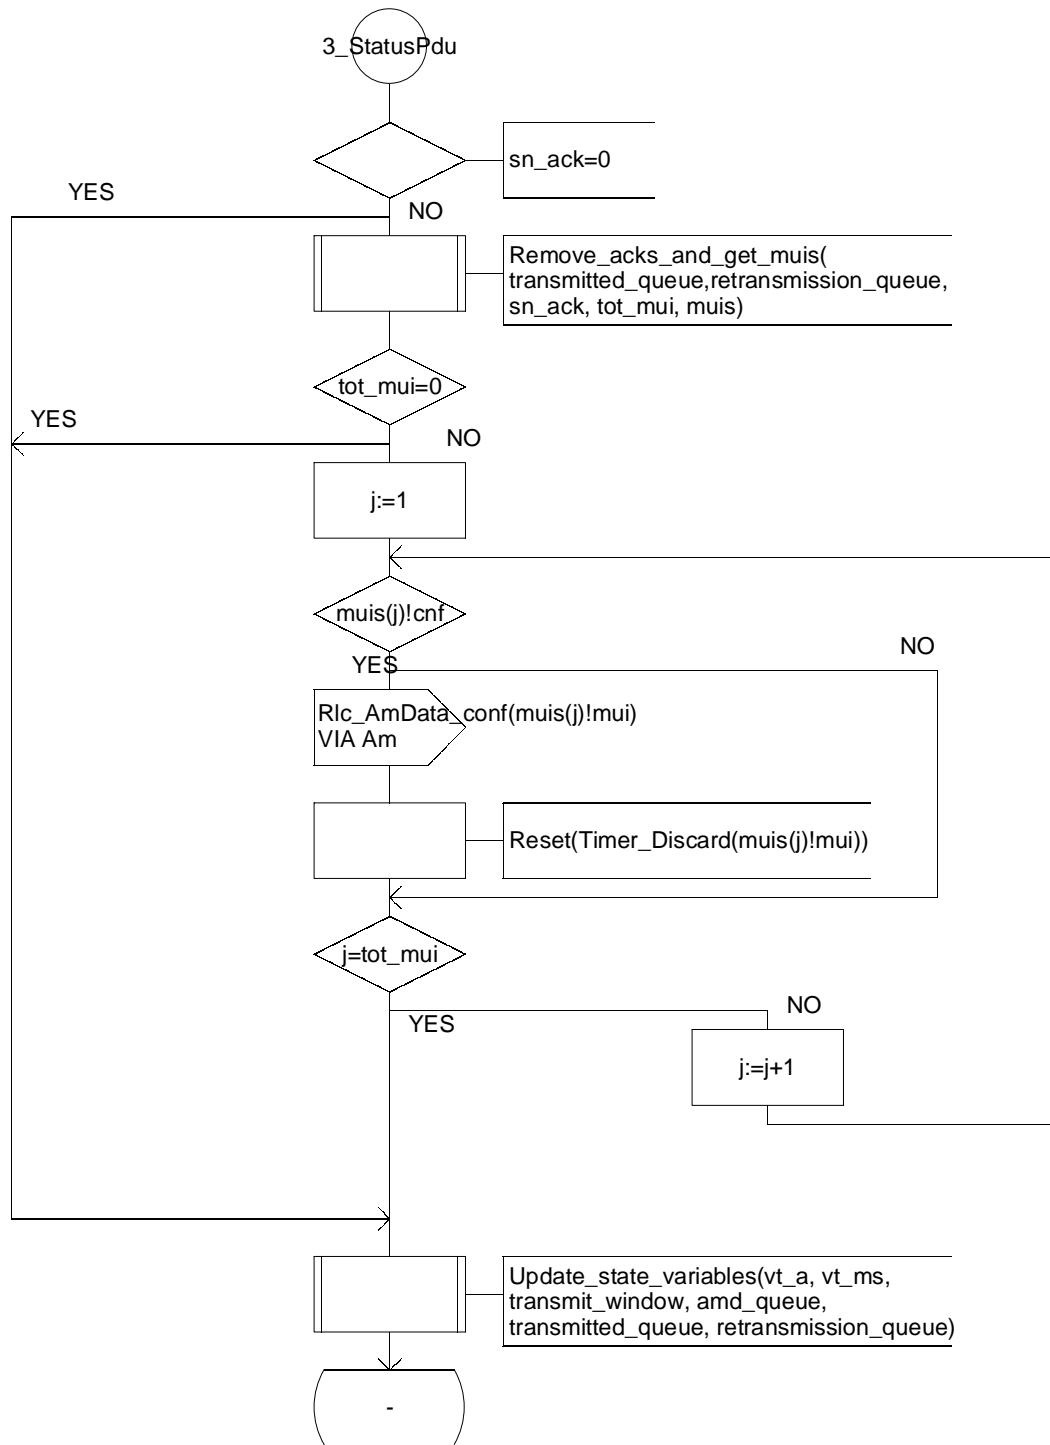 3_StatusPdu
sn_ack=0
YES
NO
Remove_acks_and_get_muis(
transmitted_queue,retransmission_queue,
sn_ack, tot_mui, muis)
tot_mui=0
YES
NO
j:=1
muis(j)!cnf
NO
YES
Rlc_AmData_conf(muis(j)!mui)
VIA Am
Reset(Timer_Discard(muis(j)!mui))
j=tot_mui
NO
YES
j:=j+1
Update_state_variables(vt_a, vt_ms,
transmit_window, amd_queue,
transmitted_queue, retransmission_queue)
-